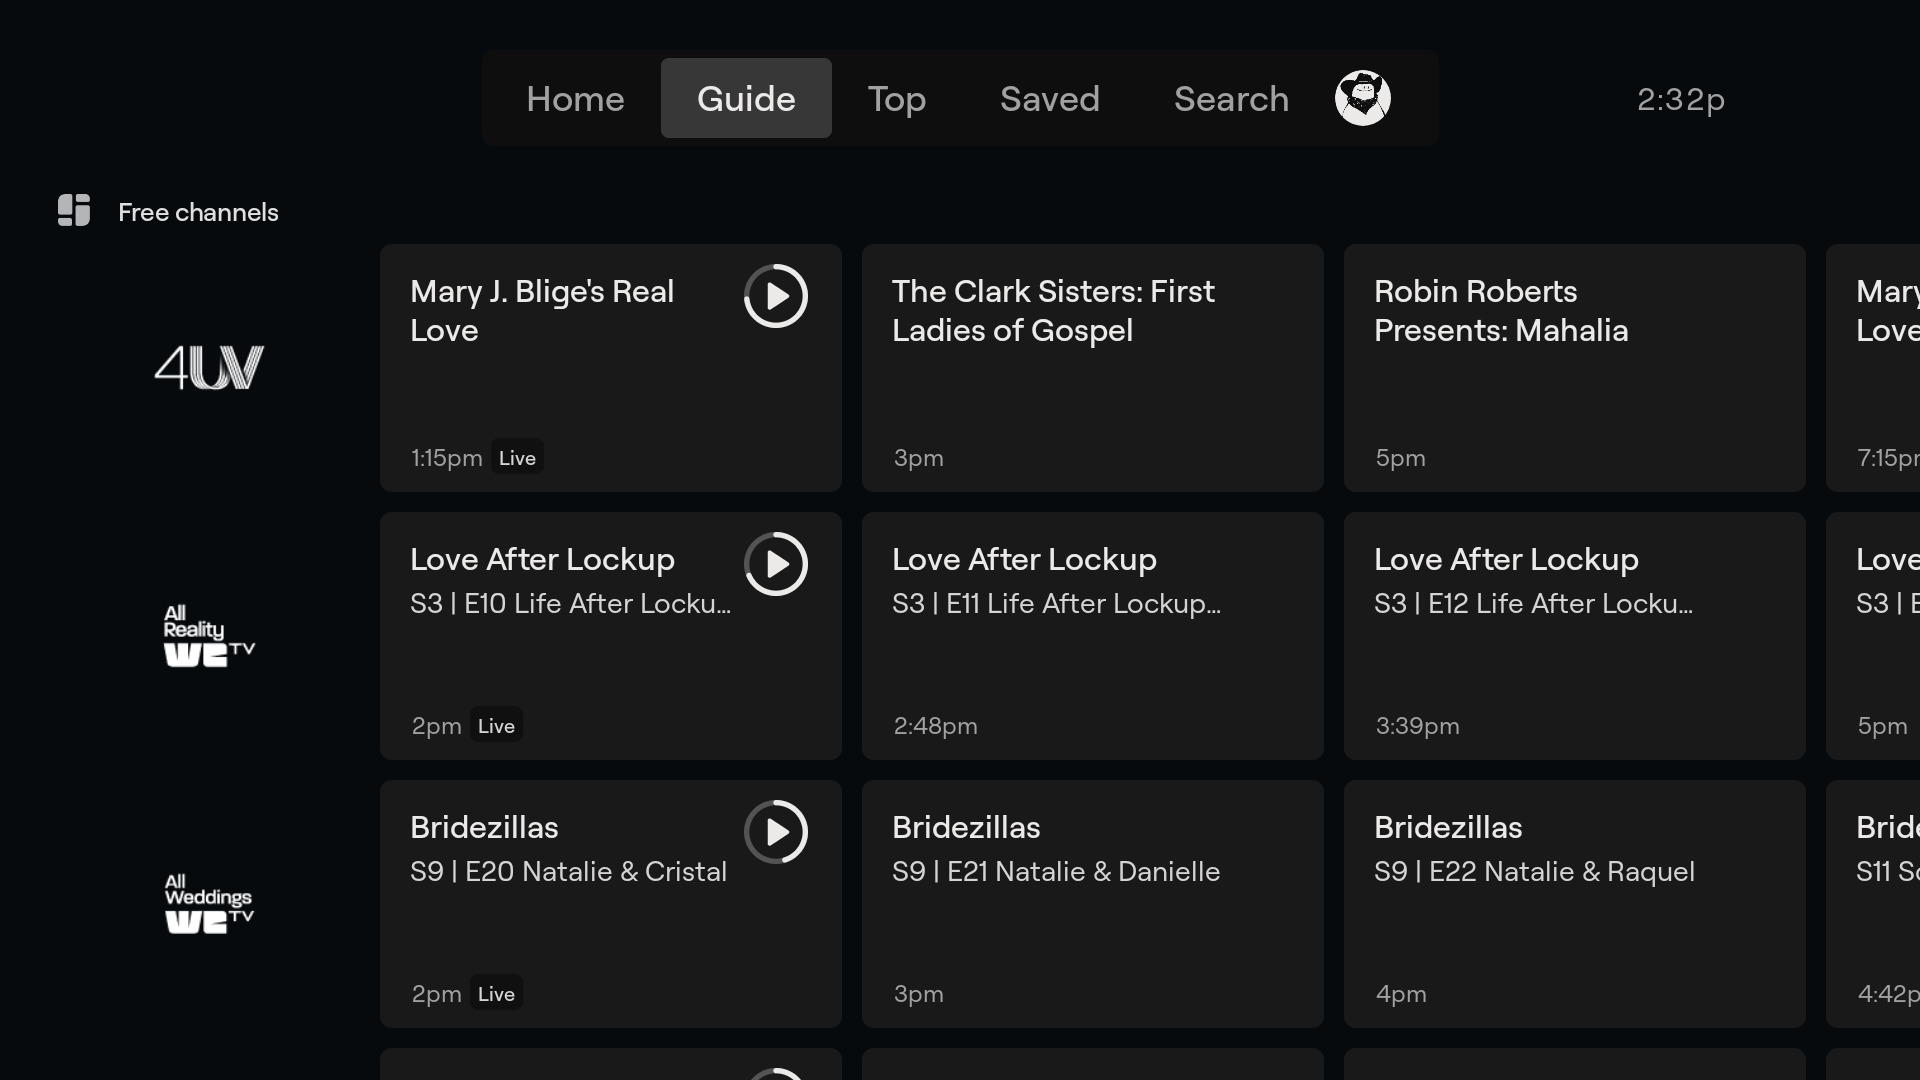 Home
Guide
Top
Saved
Search
2:32p
Free channels
4UV
Mary J. Blige's Real
Love
1:15pm
Live
The Clark Sisters: First
Ladies of Gospel
3pm
Robin Roberts
Presents: Mahalia
5pm
Mary
Love
7:15pm
All
Reality
WE TV
Love After Lockup
S3 | E10 Life After Locku...
2pm
Live
Love After Lockup
S3 | E11 Life After Lockup...
2:48pm
Love After Lockup
S3 | E12 Life After Locku...
3:39pm
Love
S3 | E
5pm
All
Weddings
WE TV
Bridezillas
S9 | E20 Natalie & Cristal
2pm
Live
Bridezillas
S9 | E21 Natalie & Danielle
3pm
Bridezillas
S9 | E22 Natalie & Raquel
4pm
Bride
S11 So
4:42p